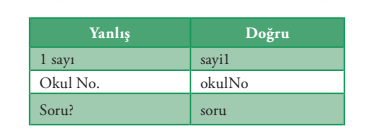 Yanlış Doğru
1 sayı sayi1
Okul No. okulNo
Soru? soru